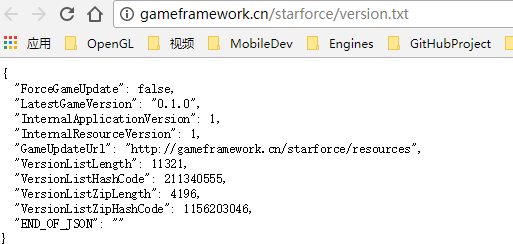 gameframework.cn/starforce/version.txt
应用 OpenGL 视频 MobileDev Engines GitHubProject
{
"ForceGameUpdate": false,
"LatestGameVersion": "0.1.0",
"InternalApplicationVersion": 1,
"InternalResourceVersion": 1,
"GameUpdateUrl": "http://gameframework.cn/starforce/resources",
"VersionListLength": 11321,
"VersionListHashCode": 211340555,
"VersionListZipLength": 4196,
"VersionListZipHashCode": 1156203046,
"END_OF_JSON": ""
}